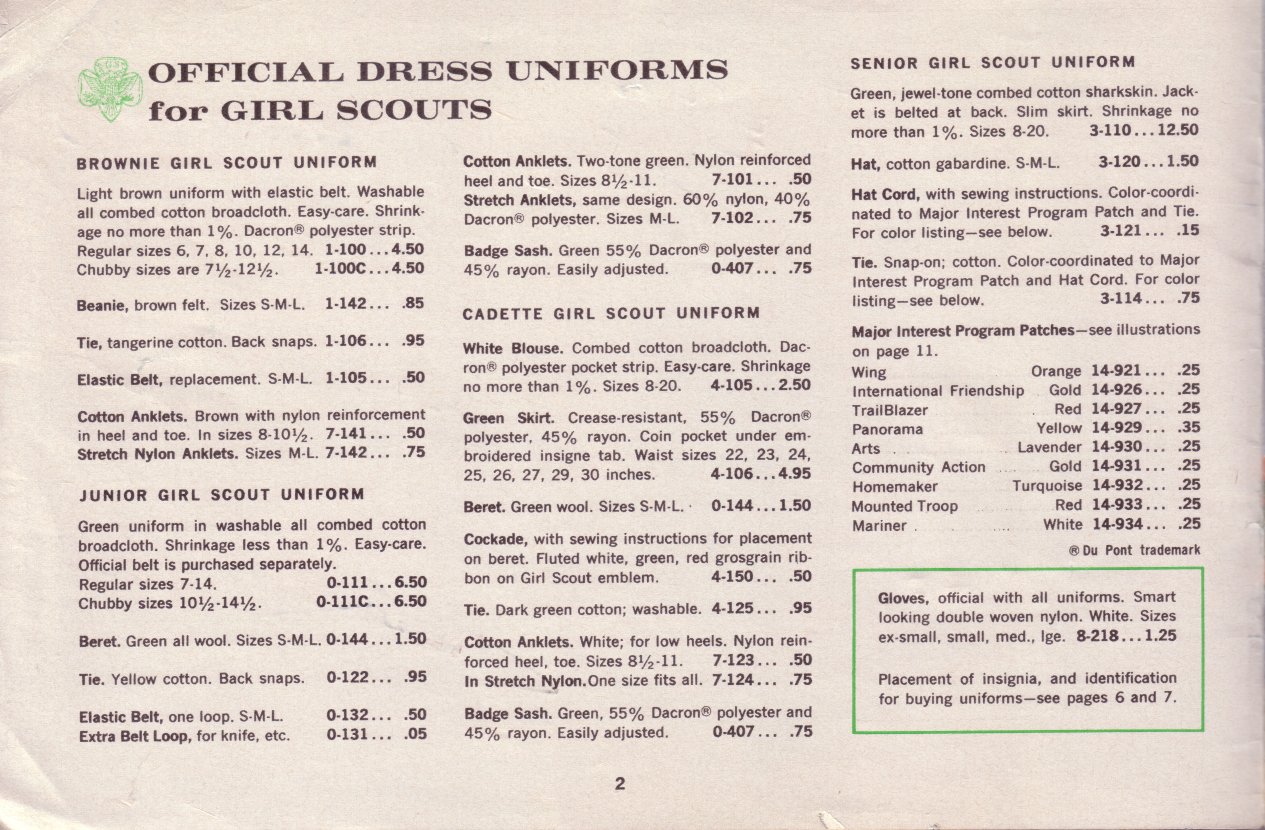 OFFICIAL DRESS UNIFORMS
for GIRL SCOUTS
BROWNIE GIRL SCOUT UNIFORM
Light brown uniform with elastic belt. Washable
all combed cotton broadcloth. Easy-care. Shrink-
age no more than 1%. Dacron® polyester strip.
Regular sizes 6, 7, 8, 10, 12, 14. 1-100...4.50
Chubby sizes are 7½-12½. 1-100C...4.50
Beanie, brown felt. Sizes S-M-L. 1-142... .85
Tie, tangerine cotton. Back snaps. 1-106... .95
Elastic Belt, replacement. S-M-L. 1-105... .50
Cotton Anklets. Brown with nylon reinforcement
in heel and toe. In sizes 8-10½. 7-141... .50
Stretch Nylon Anklets. Sizes M-L. 7-142... .75
JUNIOR GIRL SCOUT UNIFORM
Green uniform in washable all combed cotton
broadcloth. Shrinkage less than 1%. Easy-care.
Official belt is purchased separately.
Regular sizes 7-14. 0-111...6.50
Chubby sizes 10½-14½. 0-111C...6.50
Beret. Green all wool. Sizes S-M-L. 0-144...1.50
Tie. Yellow cotton. Back snaps. 0-122... .95
Elastic Belt, one loop. S-M-L. 0-132... .50
Extra Belt Loop, for knife, etc. 0-131... .05
Cotton Anklets. Two-tone green. Nylon reinforced
heel and toe. Sizes 8½-11. 7-101... .50
Stretch Anklets, same design. 60% nylon, 40%
Dacron® polyester. Sizes M-L. 7-102... .75
Badge Sash. Green 55% Dacron® polyester and
45% rayon. Easily adjusted. 0-407... .75
CADETTE GIRL SCOUT UNIFORM
White Blouse. Combed cotton broadcloth. Dac-
ron® polyester pocket strip. Easy-care. Shrinkage
no more than 1%. Sizes 8-20. 4-105...2.50
Green Skirt. Crease-resistant, 55% Dacron®
polyester, 45% rayon. Coin pocket under em-
broidered insigne tab. Waist sizes 22, 23, 24,
25, 26, 27, 29, 30 inches. 4-106...4.95
Beret. Green wool. Sizes S-M-L. 0-144...1.50
Cockade, with sewing instructions for placement
on beret. Fluted white, green, red grosgrain rib-
bon on Girl Scout emblem. 4-150... .50
Tie. Dark green cotton; washable. 4-125... .95
Cotton Anklets. White; for low heels. Nylon rein-
forced heel, toe. Sizes 8½-11. 7-123... .50
In Stretch Nylon. One size fits all. 7-124... .75
Badge Sash. Green, 55% Dacron® polyester and
45% rayon. Easily adjusted. 0-407... .75
SENIOR GIRL SCOUT UNIFORM
Green, jewel-tone combed cotton sharkskin. Jack-
et is belted at back. Slim skirt. Shrinkage no
more than 1%. Sizes 8-20. 3-110...12.50
Hat, cotton gabardine. S-M-L. 3-120...1.50
Hat Cord, with sewing instructions. Color-coordi-
nated to Major Interest Program Patch and Tie.
For color listing—see below. 3-121... .15
Tie. Snap-on; cotton. Color-coordinated to Major
Interest Program Patch and Hat Cord. For color
listing—see below. 3-114... .75
Major Interest Program Patches—see illustrations
on page 11.
Wing Orange 14-921... .25
International Friendship Gold 14-926... .25
TrailBlazer Red 14-927... .25
Panorama Yellow 14-929... .35
Arts Lavender 14-930... .25
Community Action Gold 14-931... .25
Homemaker Turquoise 14-932... .25
Mounted Troop Red 14-933... .25
Mariner White 14-934... .25
® Du Pont trademark
Gloves, official with all uniforms. Smart
looking double woven nylon. White. Sizes
ex-small, small, med., lge. 8-218...1.25
Placement of insignia, and identification
for buying uniforms—see pages 6 and 7.
2